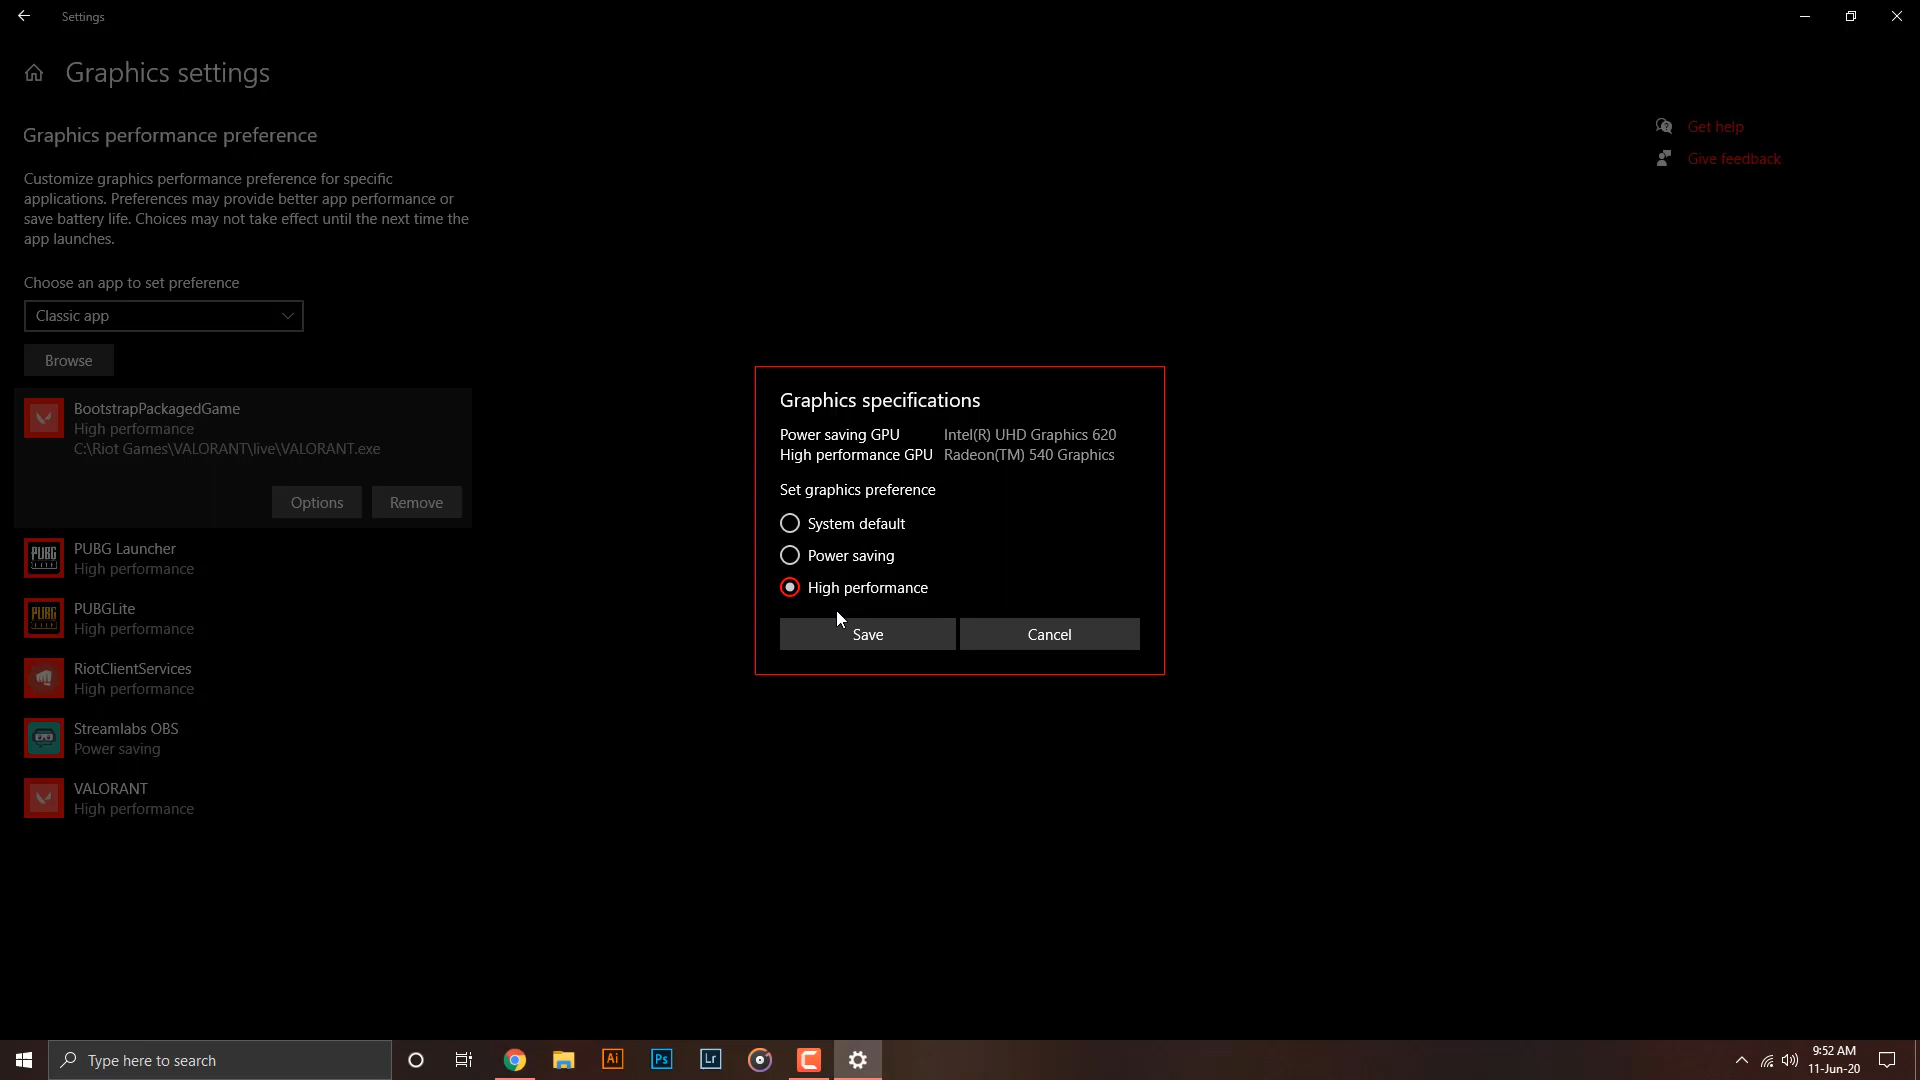 Settings
Graphics settings
Graphics performance preference
Customize graphics performance preference for specific
applications. Preferences may provide better app performance or
save battery life. Choices may not take effect until the next time the
app launches.
Choose an app to set preference
Classic app
Browse
BootstrapPackagedGame
High performance
C:\Riot Games\VALORANT\live\VALORANT.exe
Options
Remove
PUBG
PUBG Launcher
High performance
PUBG
PUBGLite
High performance
RiotClientServices
High performance
Streamlabs OBS
Power saving
VALORANT
High performance
Get help
Give feedback
Graphics specifications
Power saving GPU Intel(R) UHD Graphics 620
High performance GPU Radeon(TM) 540 Graphics
Set graphics preference
System default
Power saving
High performance
Save
Cancel
Type here to search
Ai
Ps
Lr
9:52 AM
11-Jun-20